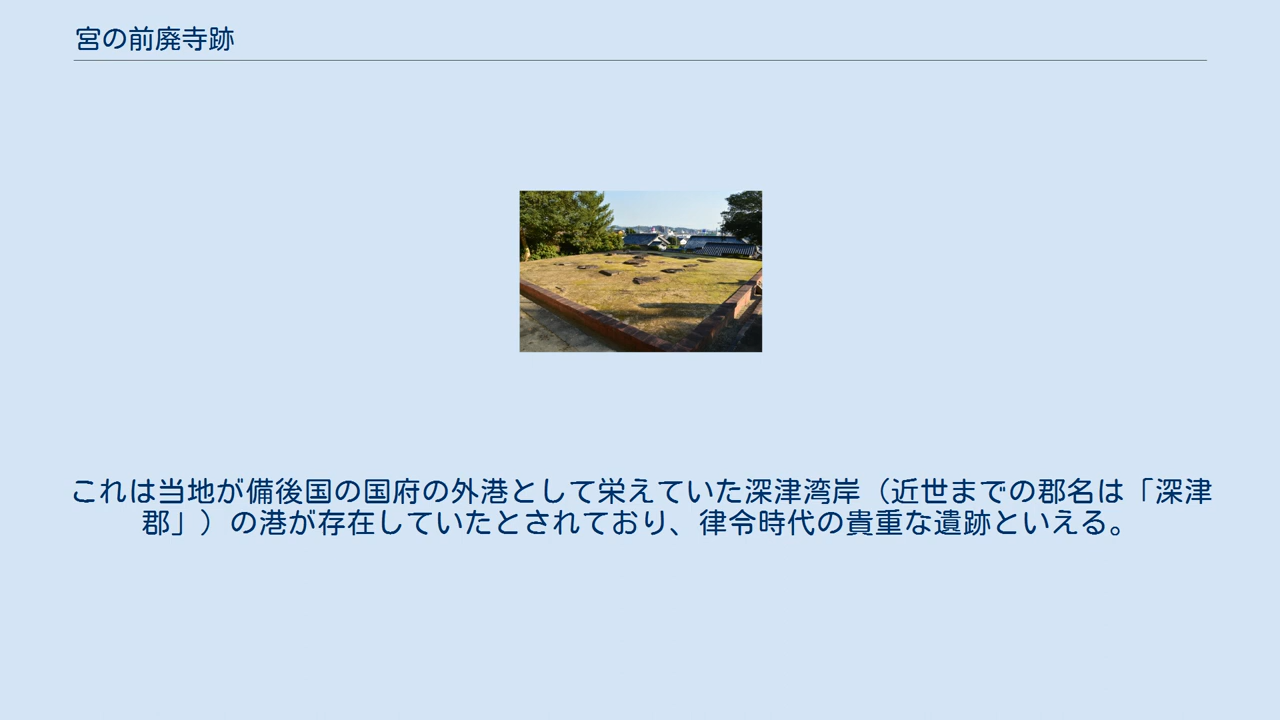 宮の前廃寺跡
これは当地が備後国の国府の外港として栄えていた深津湾岸（近世までの郡名は「深津
郡」）の港が存在していたとされており、律令時代の貴重な遺跡といえる。